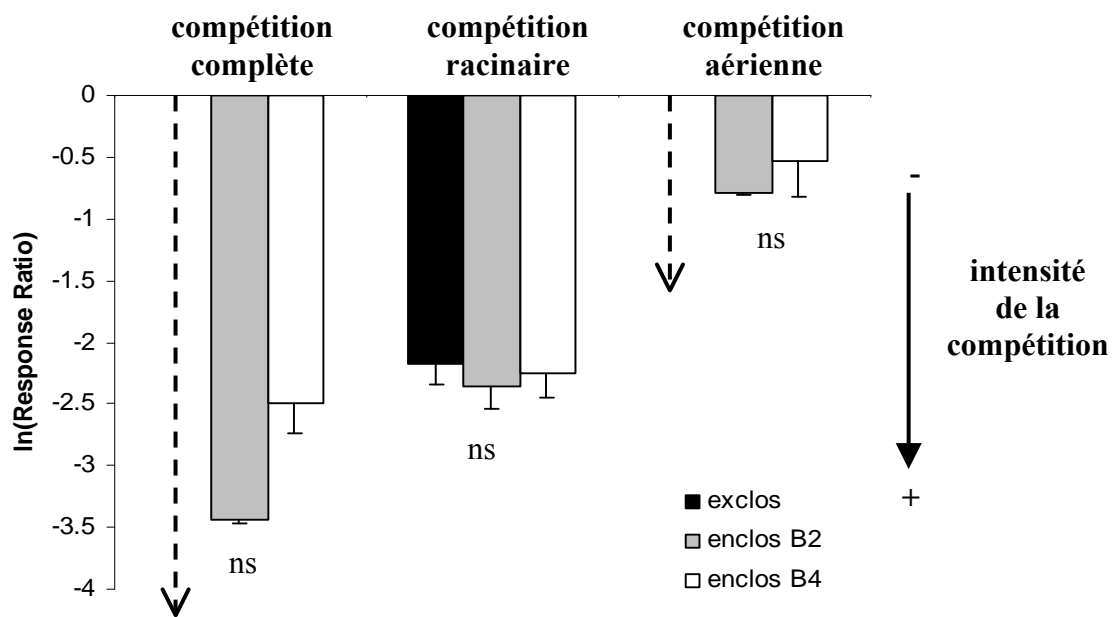 compétition
complète
compétition
racinaire
compétition
aérienne
0
-0.5
-1
-1.5
-2
-2.5
-3
-3.5
-4
ln(Response Ratio)
ns
ns
ns
-
intensité
de la
compétition
+
exclos
enclos B2
enclos B4